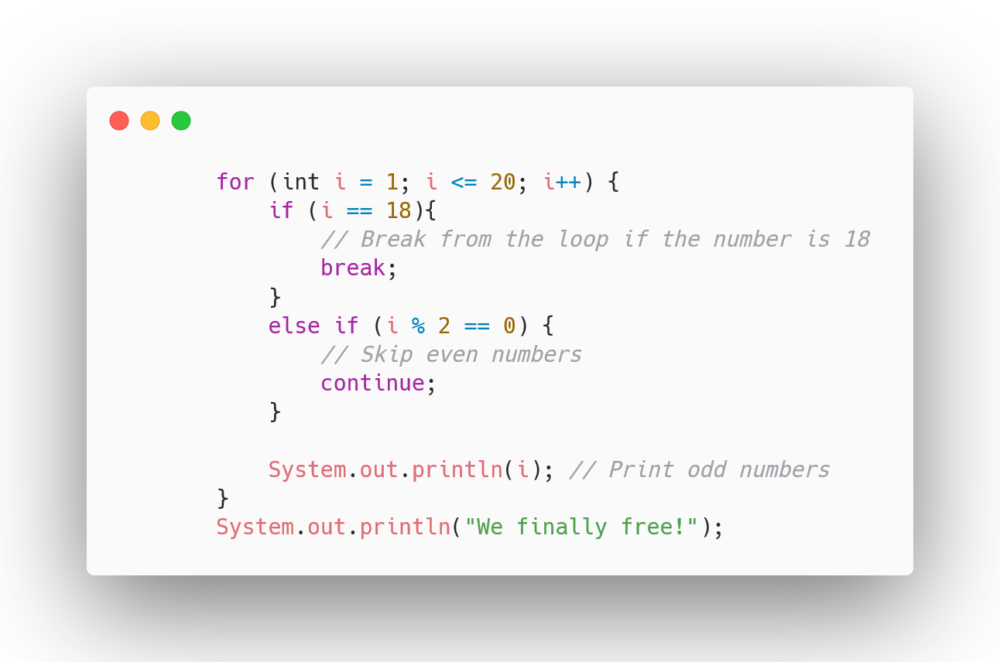 for (int i = 1; i <= 20; i++) {
    if (i == 18){
        // Break from the loop if the number is 18
        break;
    }
    else if (i % 2 == 0) {
        // Skip even numbers
        continue;
    }

    System.out.println(i); // Print odd numbers
}
System.out.println("We finally free!");